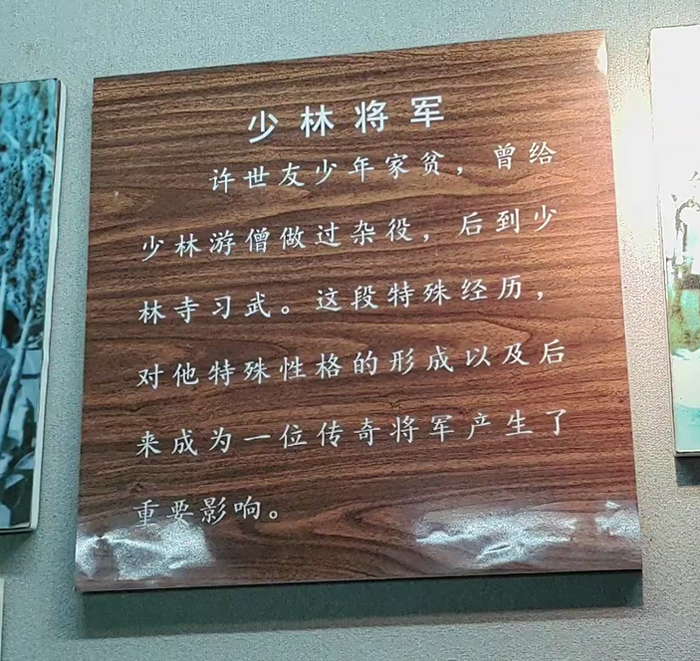 少林将军
许世友少年家贫，曾给
少林游僧做过杂役，后到少
林寺习武。这段特殊经历，
对他特殊性格的形成以及后
来成为一位传奇将军产生了
重要影响。